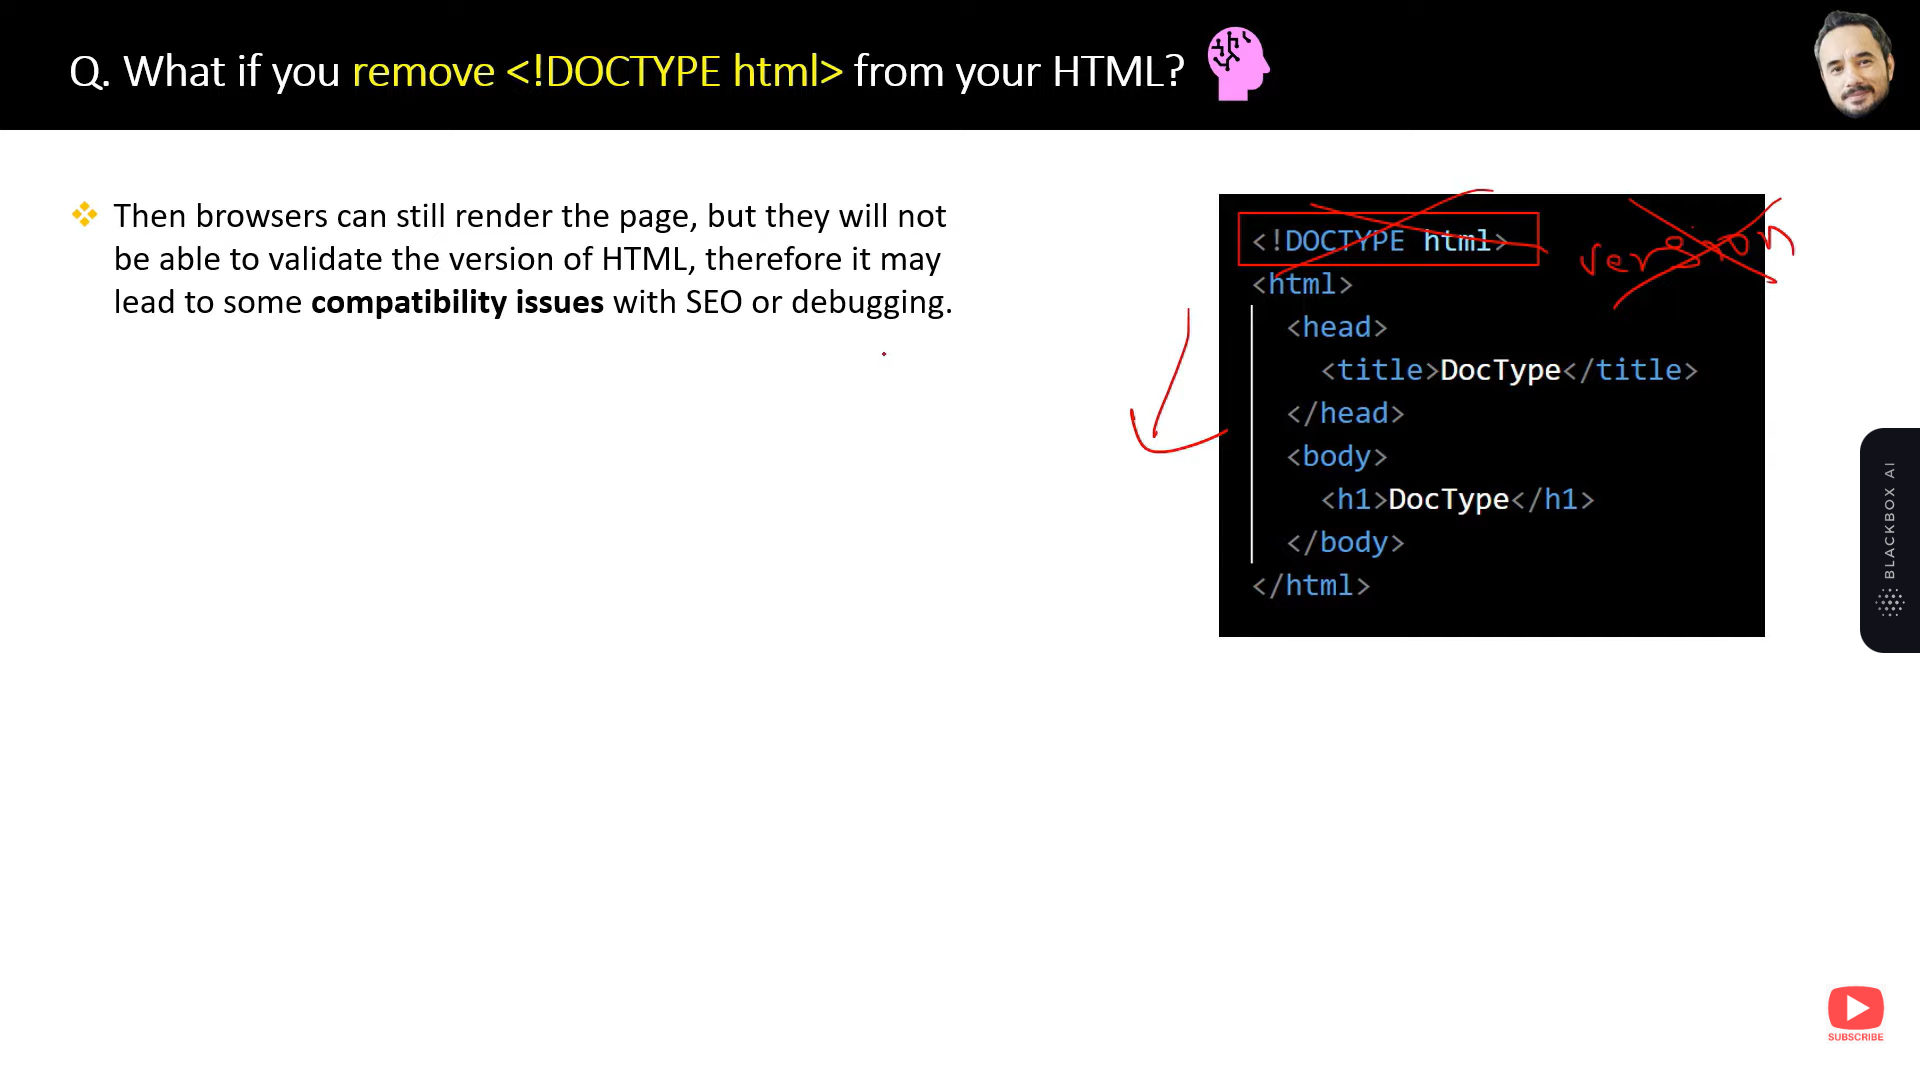 Q. What if you remove <!DOCTYPE html> from your HTML?
Then browsers can still render the page, but they will not
be able to validate the version of HTML, therefore it may
lead to some compatibility issues with SEO or debugging.
<!DOCTYPE html>
version
<html>
<head>
<title>DocType</title>
</head>
<body>
<h1>DocType</h1>
</body>
</html>
BLACKBOX AI
SUBSCRIBE